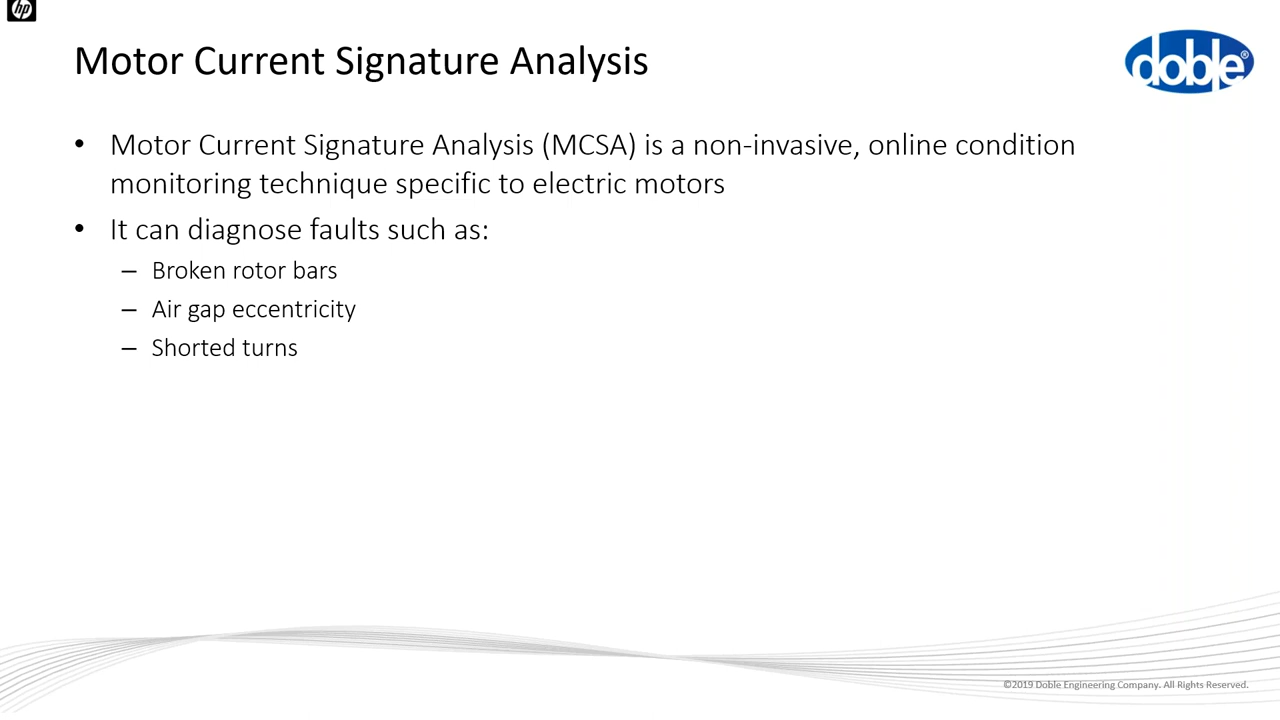 hp
Motor Current Signature Analysis
doble®
• Motor Current Signature Analysis (MCSA) is a non-invasive, online condition
monitoring technique specific to electric motors
• It can diagnose faults such as:
– Broken rotor bars
– Air gap eccentricity
– Shorted turns
©2019 Doble Engineering Company. All Rights Reserved.